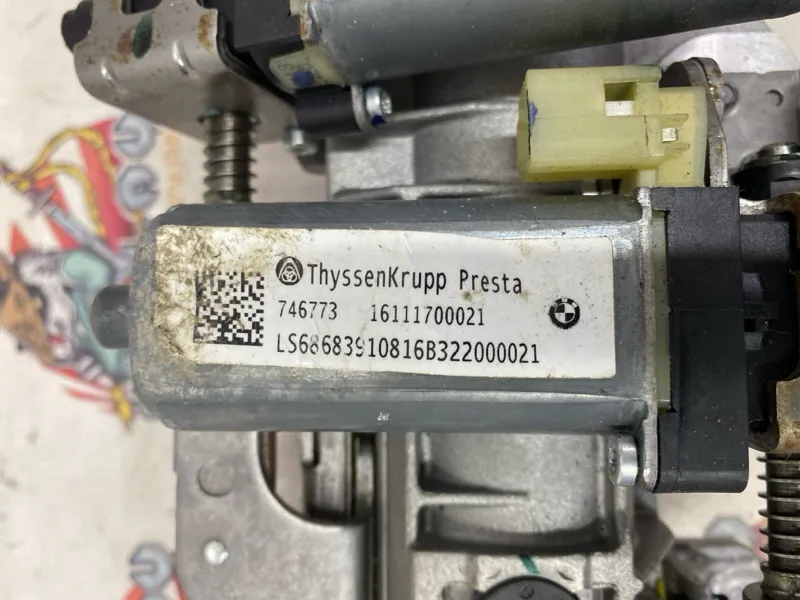 ThyssenKrupp Presta
746773 16111700021
LS68683910816B322000021